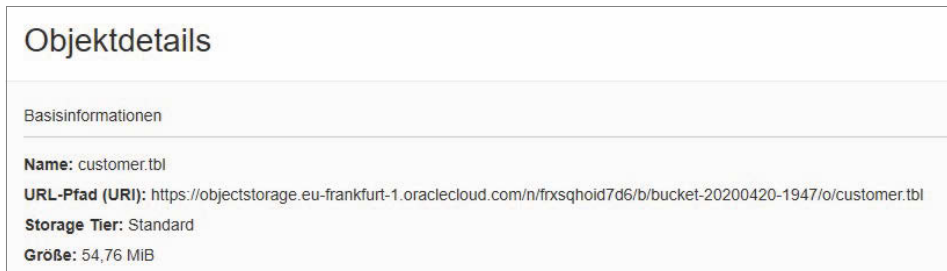 Objektdetails
Basisinformationen
Name: customer.tbl
URL-Pfad (URI): https://objectstorage.eu-frankfurt-1.oraclecloud.com/n/frxsqhoid7d6/b/bucket-20200420-1947/o/customer.tbl
Storage Tier: Standard
Größe: 54,76 MiB